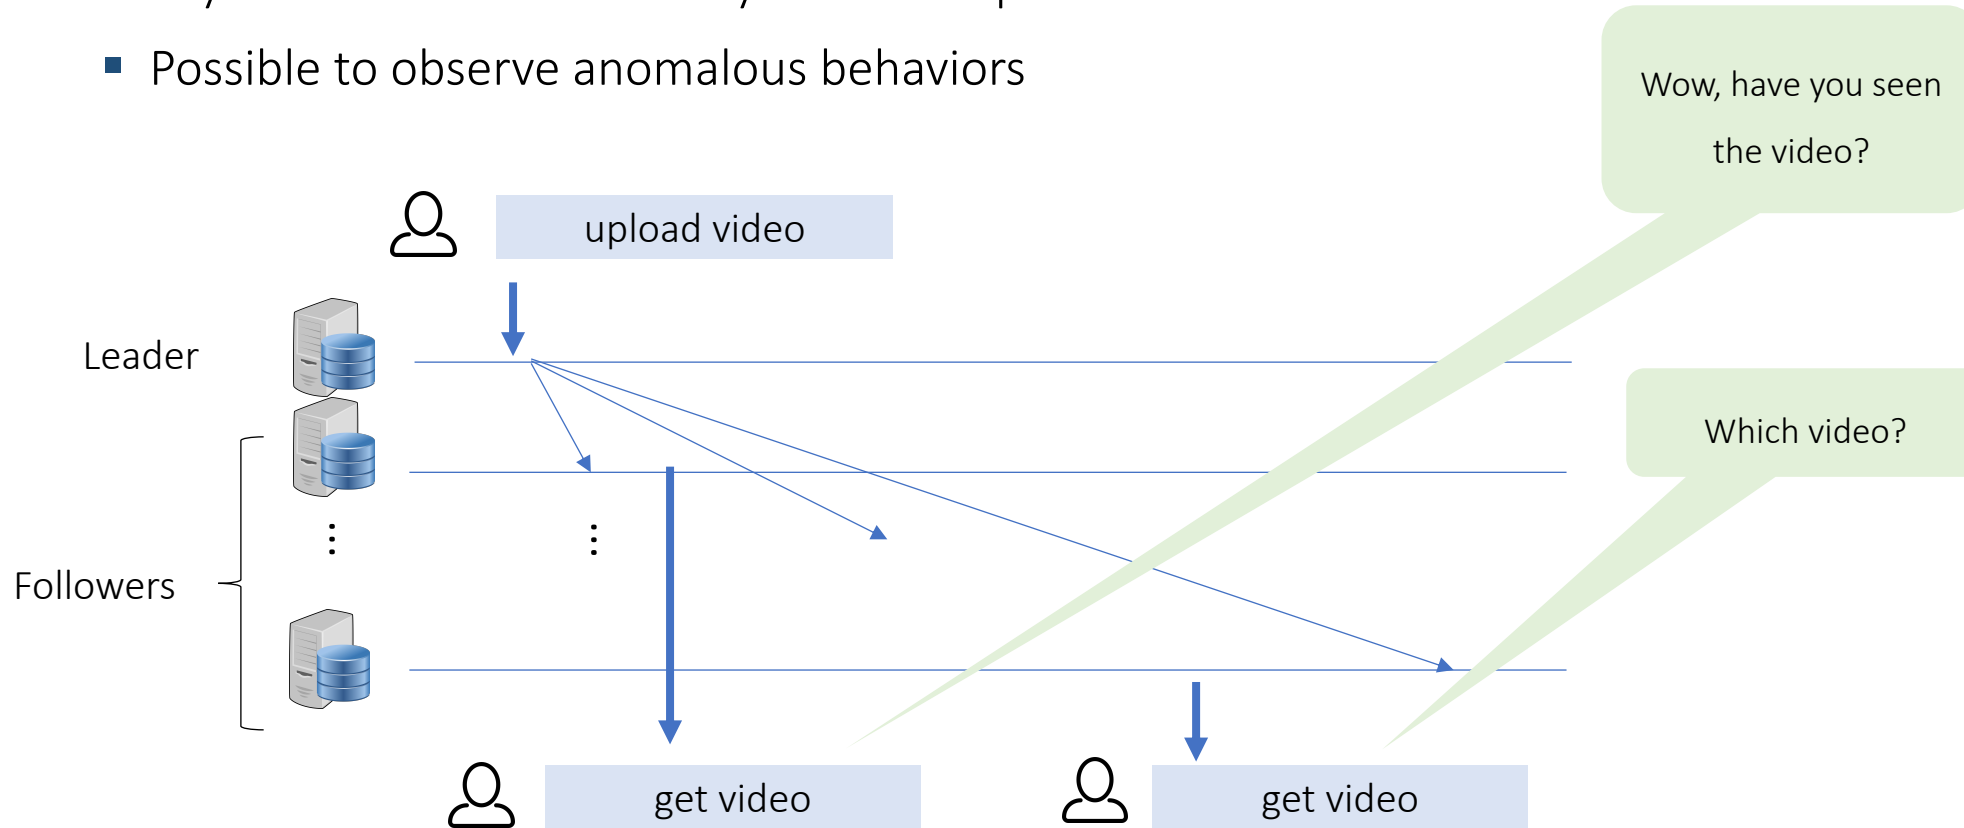 Possible to observe anomalous behaviors
Wow, have you seen
the video?
upload video
Leader
Which video?
Followers
get video
get video